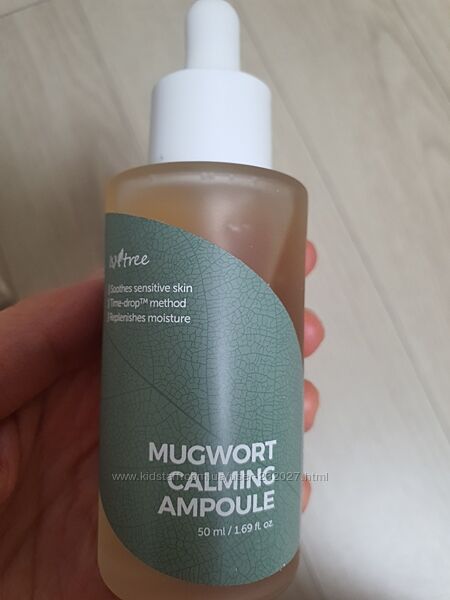 Isntree
Soothes sensitive skin
Time-drop™ method
Replenishes moisture
MUGWORT
CALMING
AMPOULE
50 ml / 1.69 fl. oz.